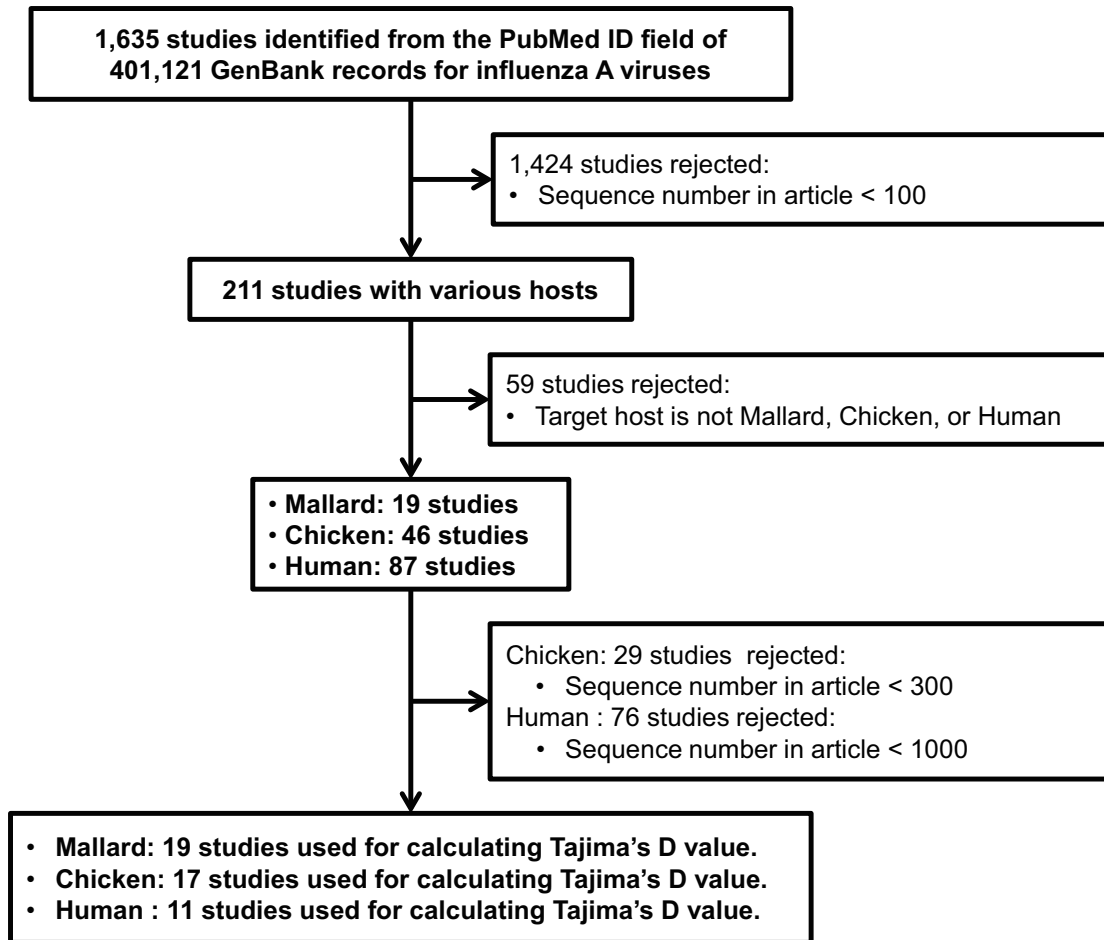 1,635 studies identified from the PubMed ID field of
401,121 GenBank records for influenza A viruses
1,424 studies rejected:
• Sequence number in article < 100
211 studies with various hosts
59 studies rejected:
• Target host is not Mallard, Chicken, or Human
• Mallard: 19 studies
• Chicken: 46 studies
• Human: 87 studies
Chicken: 29 studies  rejected:
• Sequence number in article < 300
Human : 76 studies rejected:
• Sequence number in article < 1000
• Mallard: 19 studies used for calculating Tajima’s D value.
• Chicken: 17 studies used for calculating Tajima’s D value.
• Human : 11 studies used for calculating Tajima’s D value.